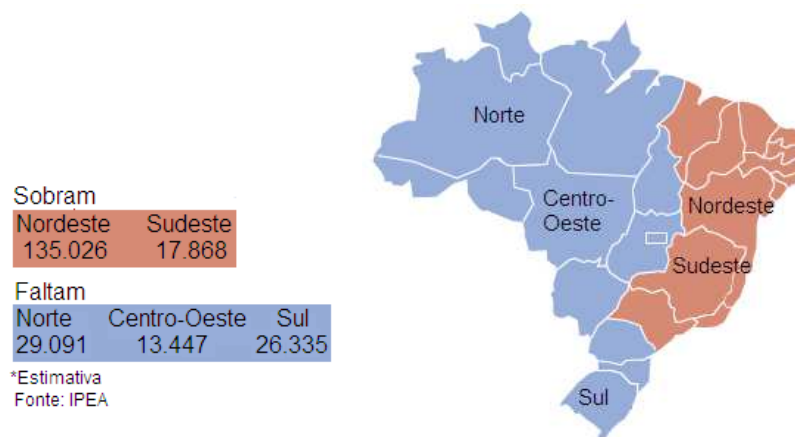 Sobram
Nordeste Sudeste
135.026 17.868
Faltam
Norte Centro-Oeste Sul
29.091 13.447 26.335
*Estimativa
Fonte: IPEA
Norte
Centro-
Oeste
Nordeste
Sudeste
Sul